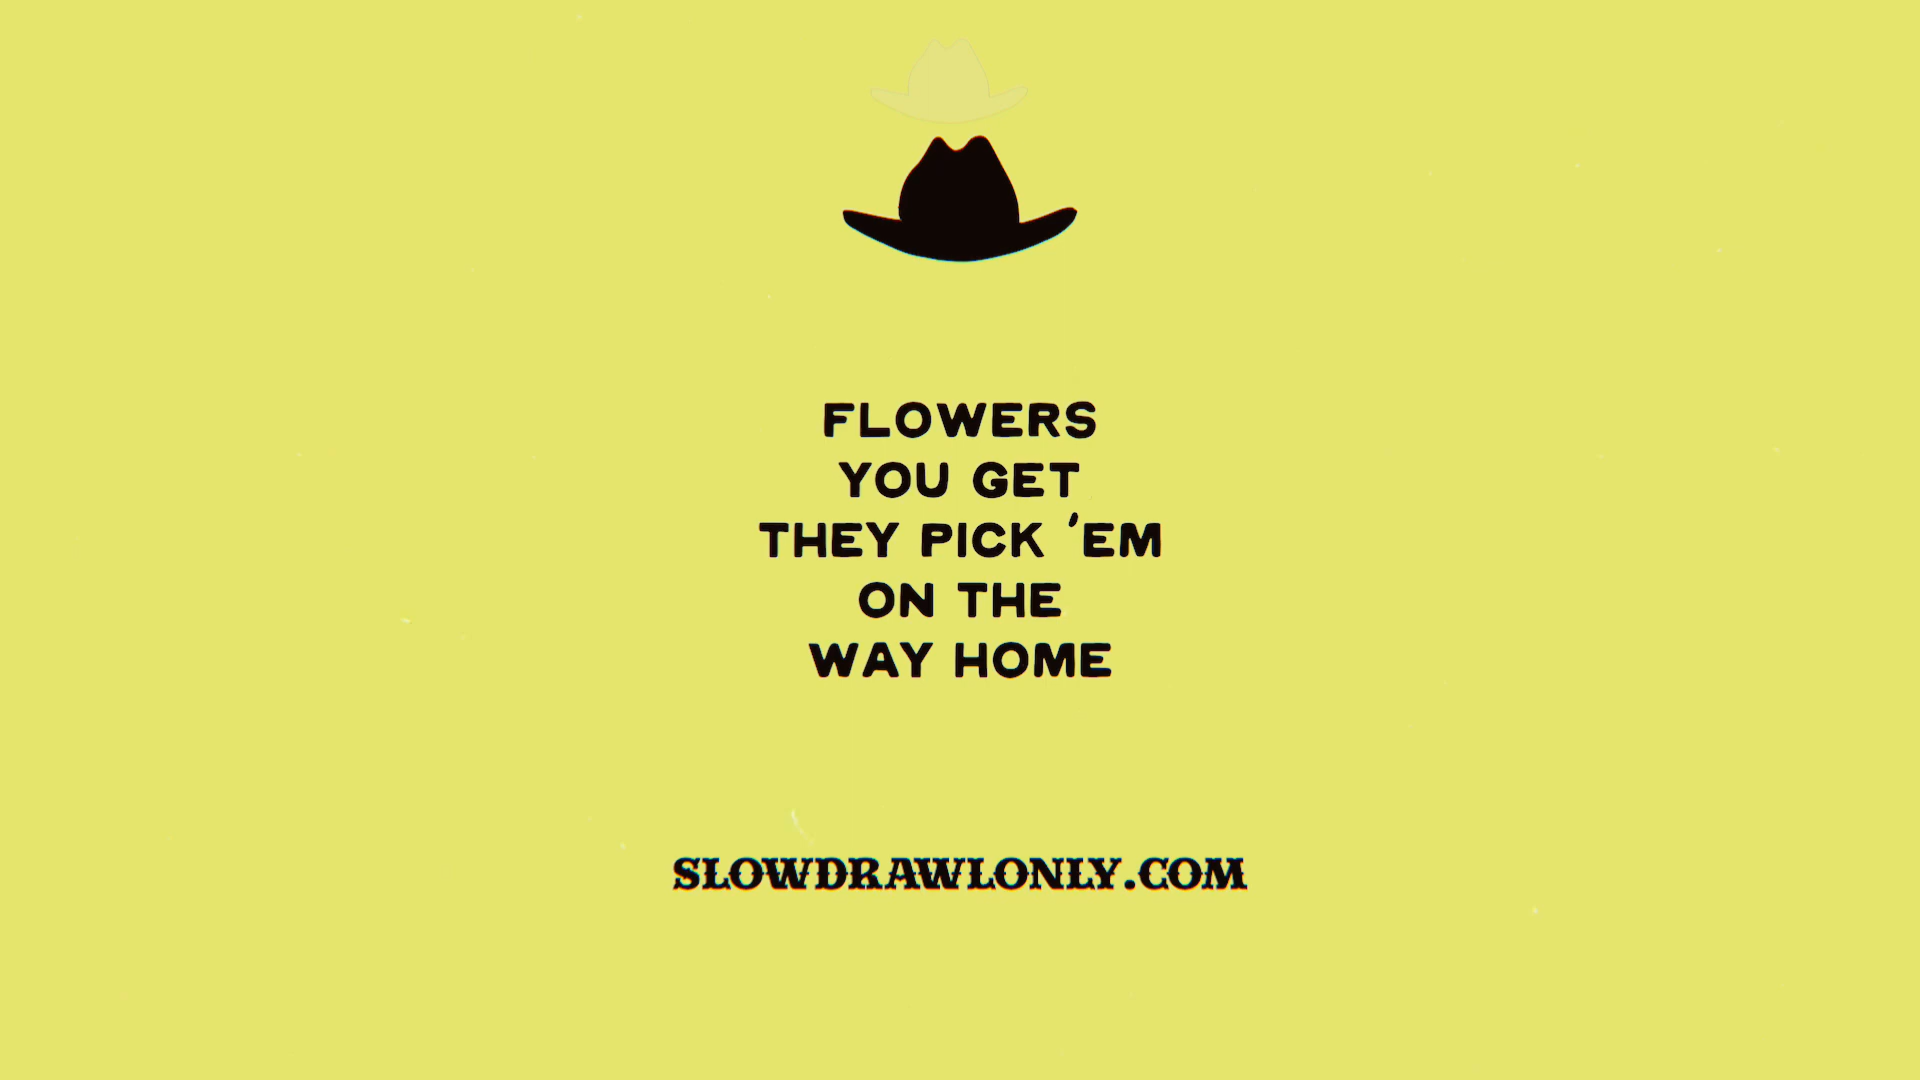 FLOWERS
YOU GET
THEY PICK 'EM
ON THE
WAY HOME
SLOWDRAWLONLY.COM